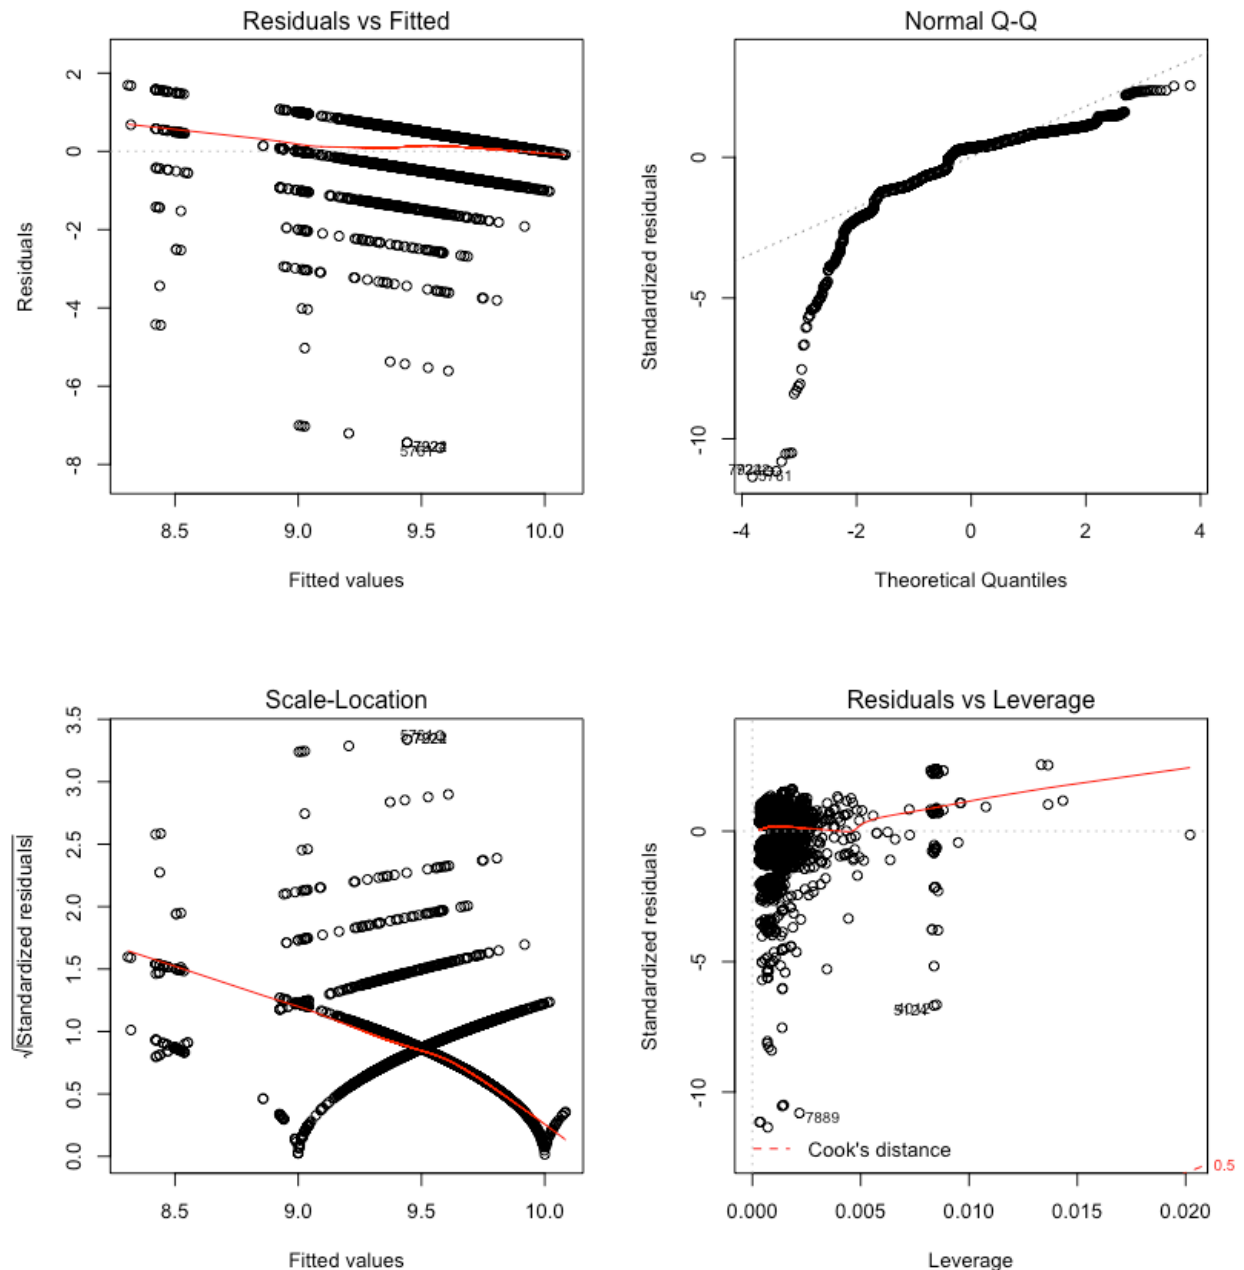 Residuals vs Fitted
Residuals
2
0
-2
-4
-6
-8
8.5 9.0 9.5 10.0
Fitted values
Normal Q-Q
Standardized residuals
0
-5
-10
5761
-4 -2 0 2 4
Theoretical Quantiles
Scale-Location
√|Standardized residuals|
3.5
3.0
2.5
2.0
1.5
1.0
0.5
0.0
8.5 9.0 9.5 10.0
Fitted values
Residuals vs Leverage
Standardized residuals
0
-5
-10
7889
Cook's distance
0.5
0.000 0.005 0.010 0.015 0.020
Leverage